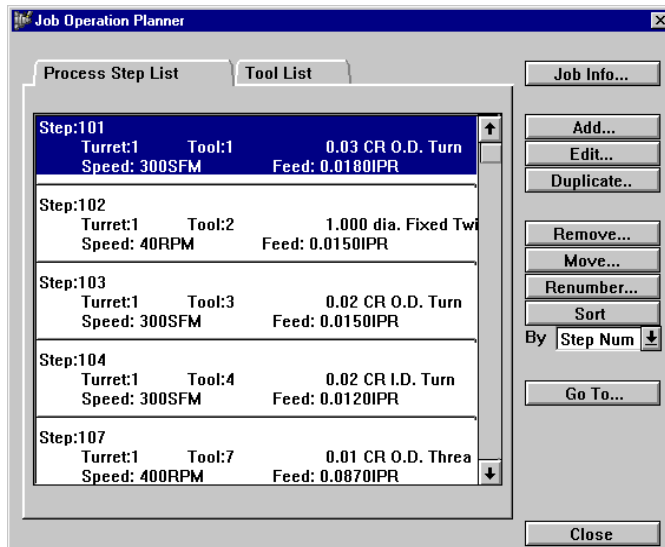 Job Operation Planner
Process Step List
Tool List
Step:101
Turret:1 Tool:1 0.03 CR O.D. Turn
Speed: 300SFM Feed: 0.0180IPR
Step:102
Turret:1 Tool:2 1.000 dia. Fixed Twi
Speed: 40RPM Feed: 0.0150IPR
Step:103
Turret:1 Tool:3 0.02 CR O.D. Turn
Speed: 300SFM Feed: 0.0150IPR
Step:104
Turret:1 Tool:4 0.02 CR I.D. Turn
Speed: 300SFM Feed: 0.0120IPR
Step:107
Turret:1 Tool:7 0.01 CR O.D. Threa
Speed: 400RPM Feed: 0.0870IPR
Job Info...
Add...
Edit...
Duplicate..
Remove...
Move...
Renumber...
Sort
By Step Num
Go To...
Close